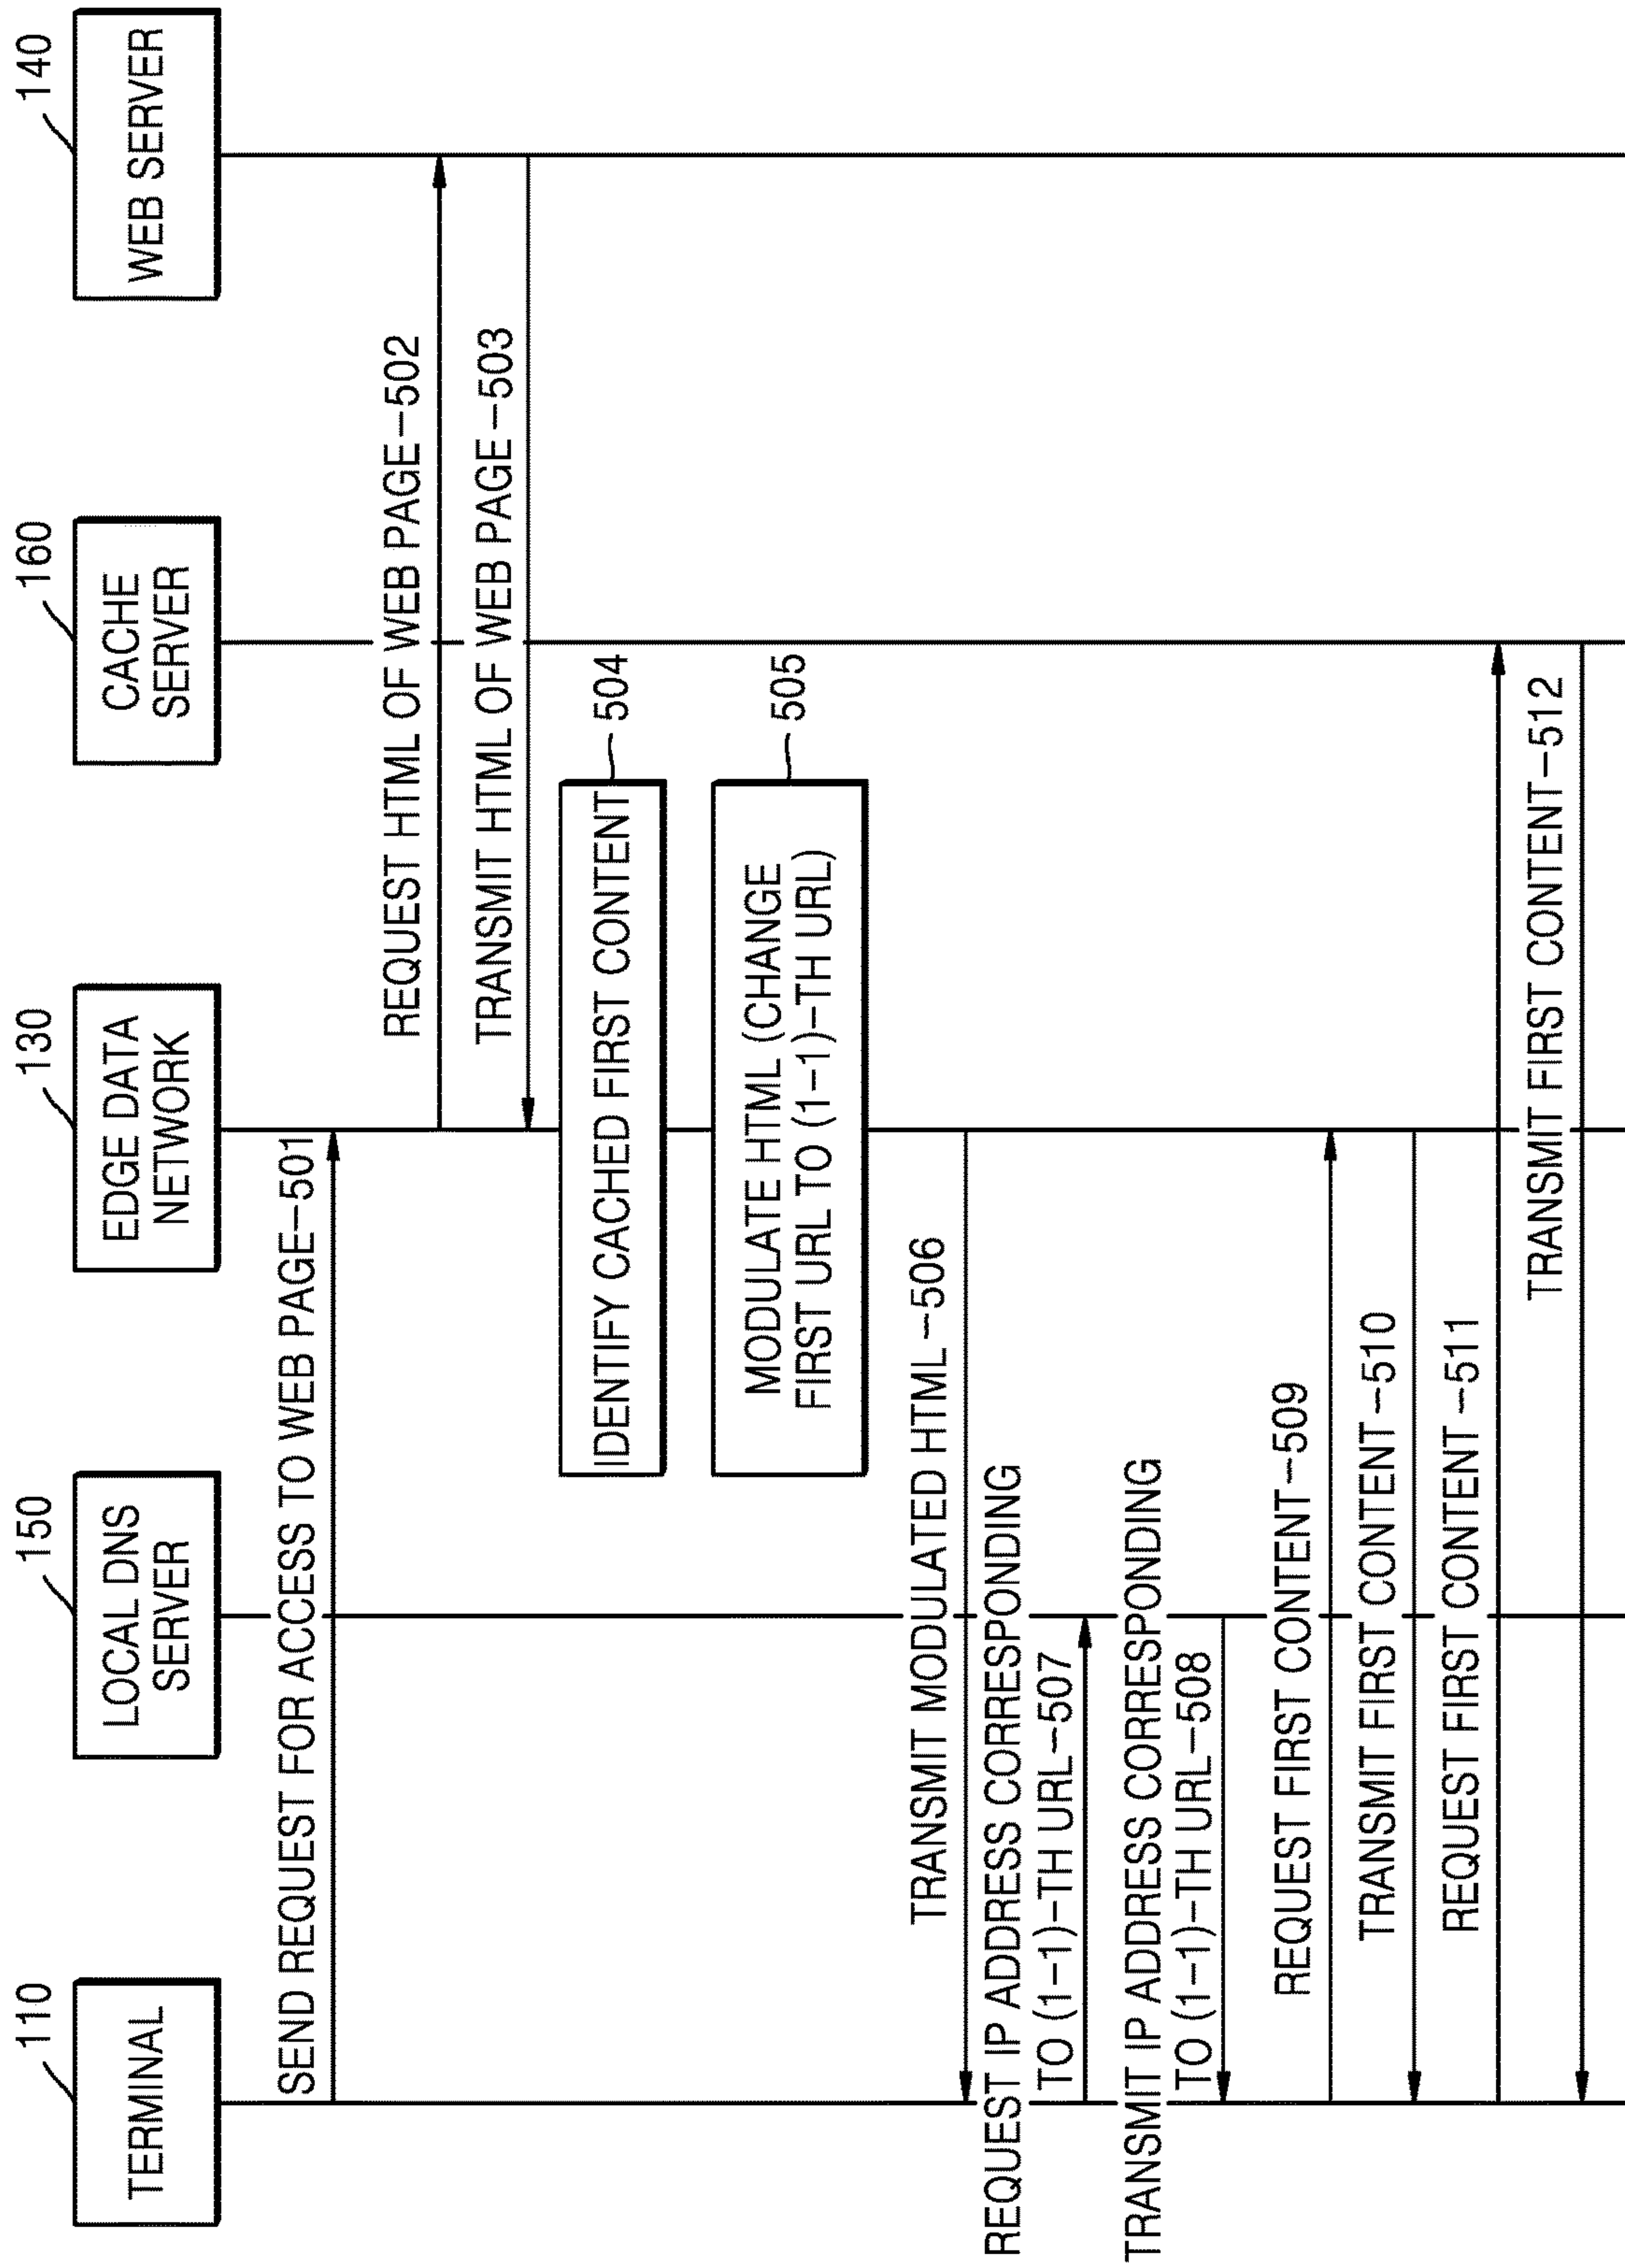 110
150
130
160
140
TERMINAL
LOCAL DNS
SERVER
EDGE DATA
NETWORK
CACHE
SERVER
WEB SERVER
SEND REQUEST FOR ACCESS TO WEB PAGE-501
REQUEST HTML OF WEB PAGE-502
TRANSMIT HTML OF WEB PAGE-503
IDENTIFY CACHED FIRST CONTENT
504
MODULATE HTML (CHANGE
FIRST URL TO (1-1)-TH URL)
505
TRANSMIT MODULATED HTML-506
REQUEST IP ADDRESS CORRESPONDING
TO (1-1)-TH URL-507
TRANSMIT IP ADDRESS CORRESPONDING
TO (1-1)-TH URL-508
REQUEST FIRST CONTENT-509
TRANSMIT FIRST CONTENT-510
REQUEST FIRST CONTENT-511
TRANSMIT FIRST CONTENT-512